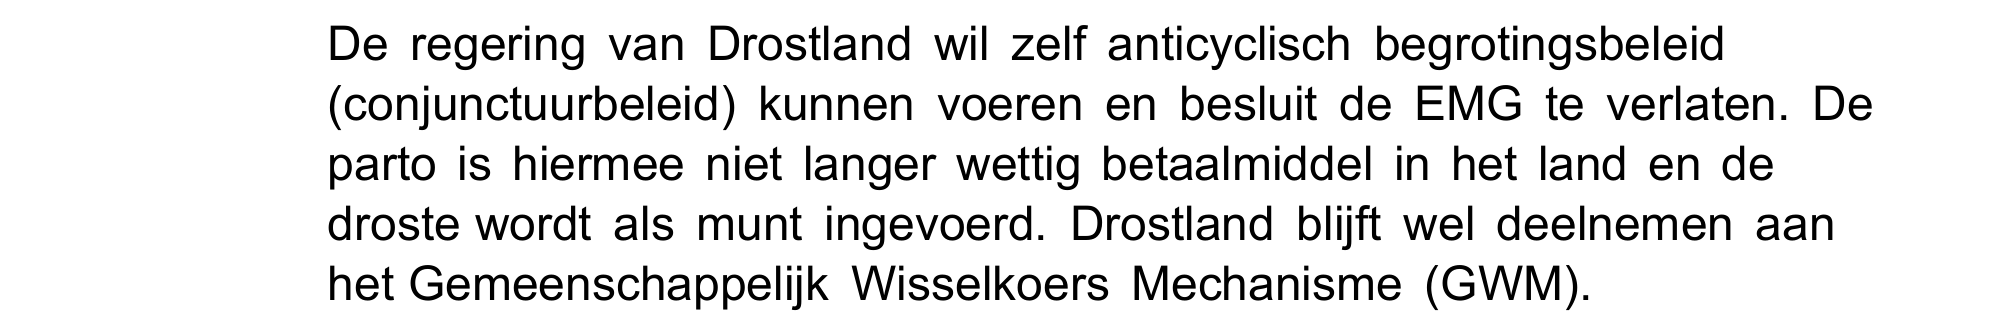 De regering van Drostland wil zelf anticyclisch begrotingsbeleid
(conjunctuurbeleid) kunnen voeren en besluit de EMG te verlaten. De
parto is hiermee niet langer wettig betaalmiddel in het land en de
droste wordt als munt ingevoerd. Drostland blijft wel deelnemen aan
het Gemeenschappelijk Wisselkoers Mechanisme (GWM).